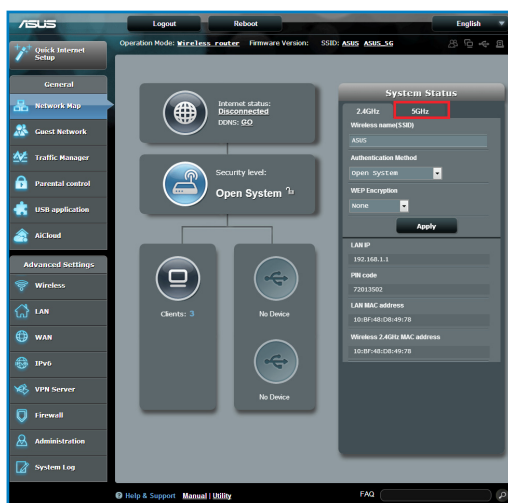 ASUS
Logout
Reboot
English
Quick Internet Setup
Operation Mode: Wireless router Firmware Version: SSID: ASUS ASUS_5G
General
Network Map
Guest Network
Traffic Manager
Parental control
USB application
AiCloud
Advanced Settings
Wireless
LAN
WAN
IPv6
VPN Server
Firewall
Administration
System Log
Internet status:
Disconnected
DDNS: GO
Security level:
Open System
Clients: 3
No Device
No Device
System Status
2.4GHz
5GHz
Wireless name(SSID)
ASUS
Authentication Method
Open System
WEP Encryption
None
Apply
LAN IP
192.168.1.1
PIN code
72013502
LAN MAC address
10:BF:48:D8:49:78
Wireless 2.4GHz MAC address
10:BF:48:D8:49:78
Help & Support Manual | Utility
FAQ